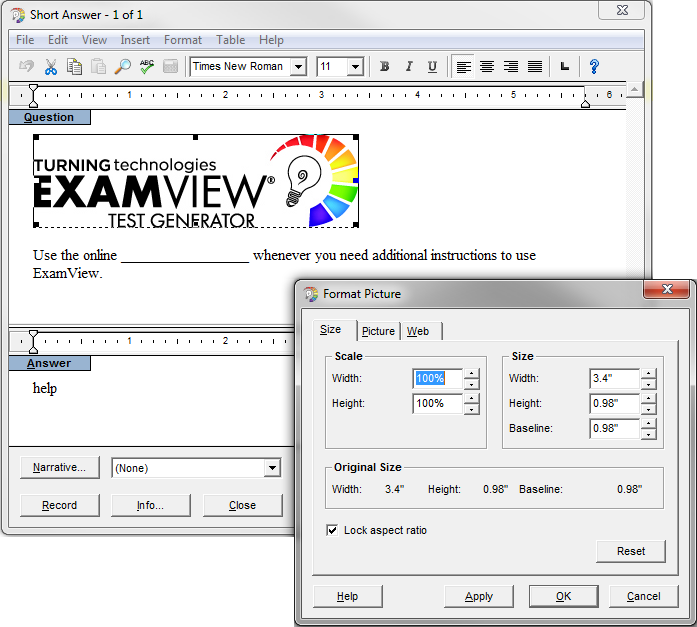 Short Answer - 1 of 1
File Edit View Insert Format Table Help
ABC
Times New Roman 11 B I U L ?
1 2 3 4 5 6
Question
TURNING technologies
EXAMVIEW®
TEST GENERATOR
Use the online __________________ whenever you need additional instructions to use
ExamView.
1 2
Answer
help
Narrative... (None)
Record Info... Close
Format Picture
Size Picture Web
Scale
Width: 100%
Height: 100%
Size
Width: 3.4"
Height: 0.98"
Baseline: 0.98"
Original Size
Width: 3.4" Height: 0.98" Baseline: 0.98"
Lock aspect ratio
Reset
Help Apply OK Cancel